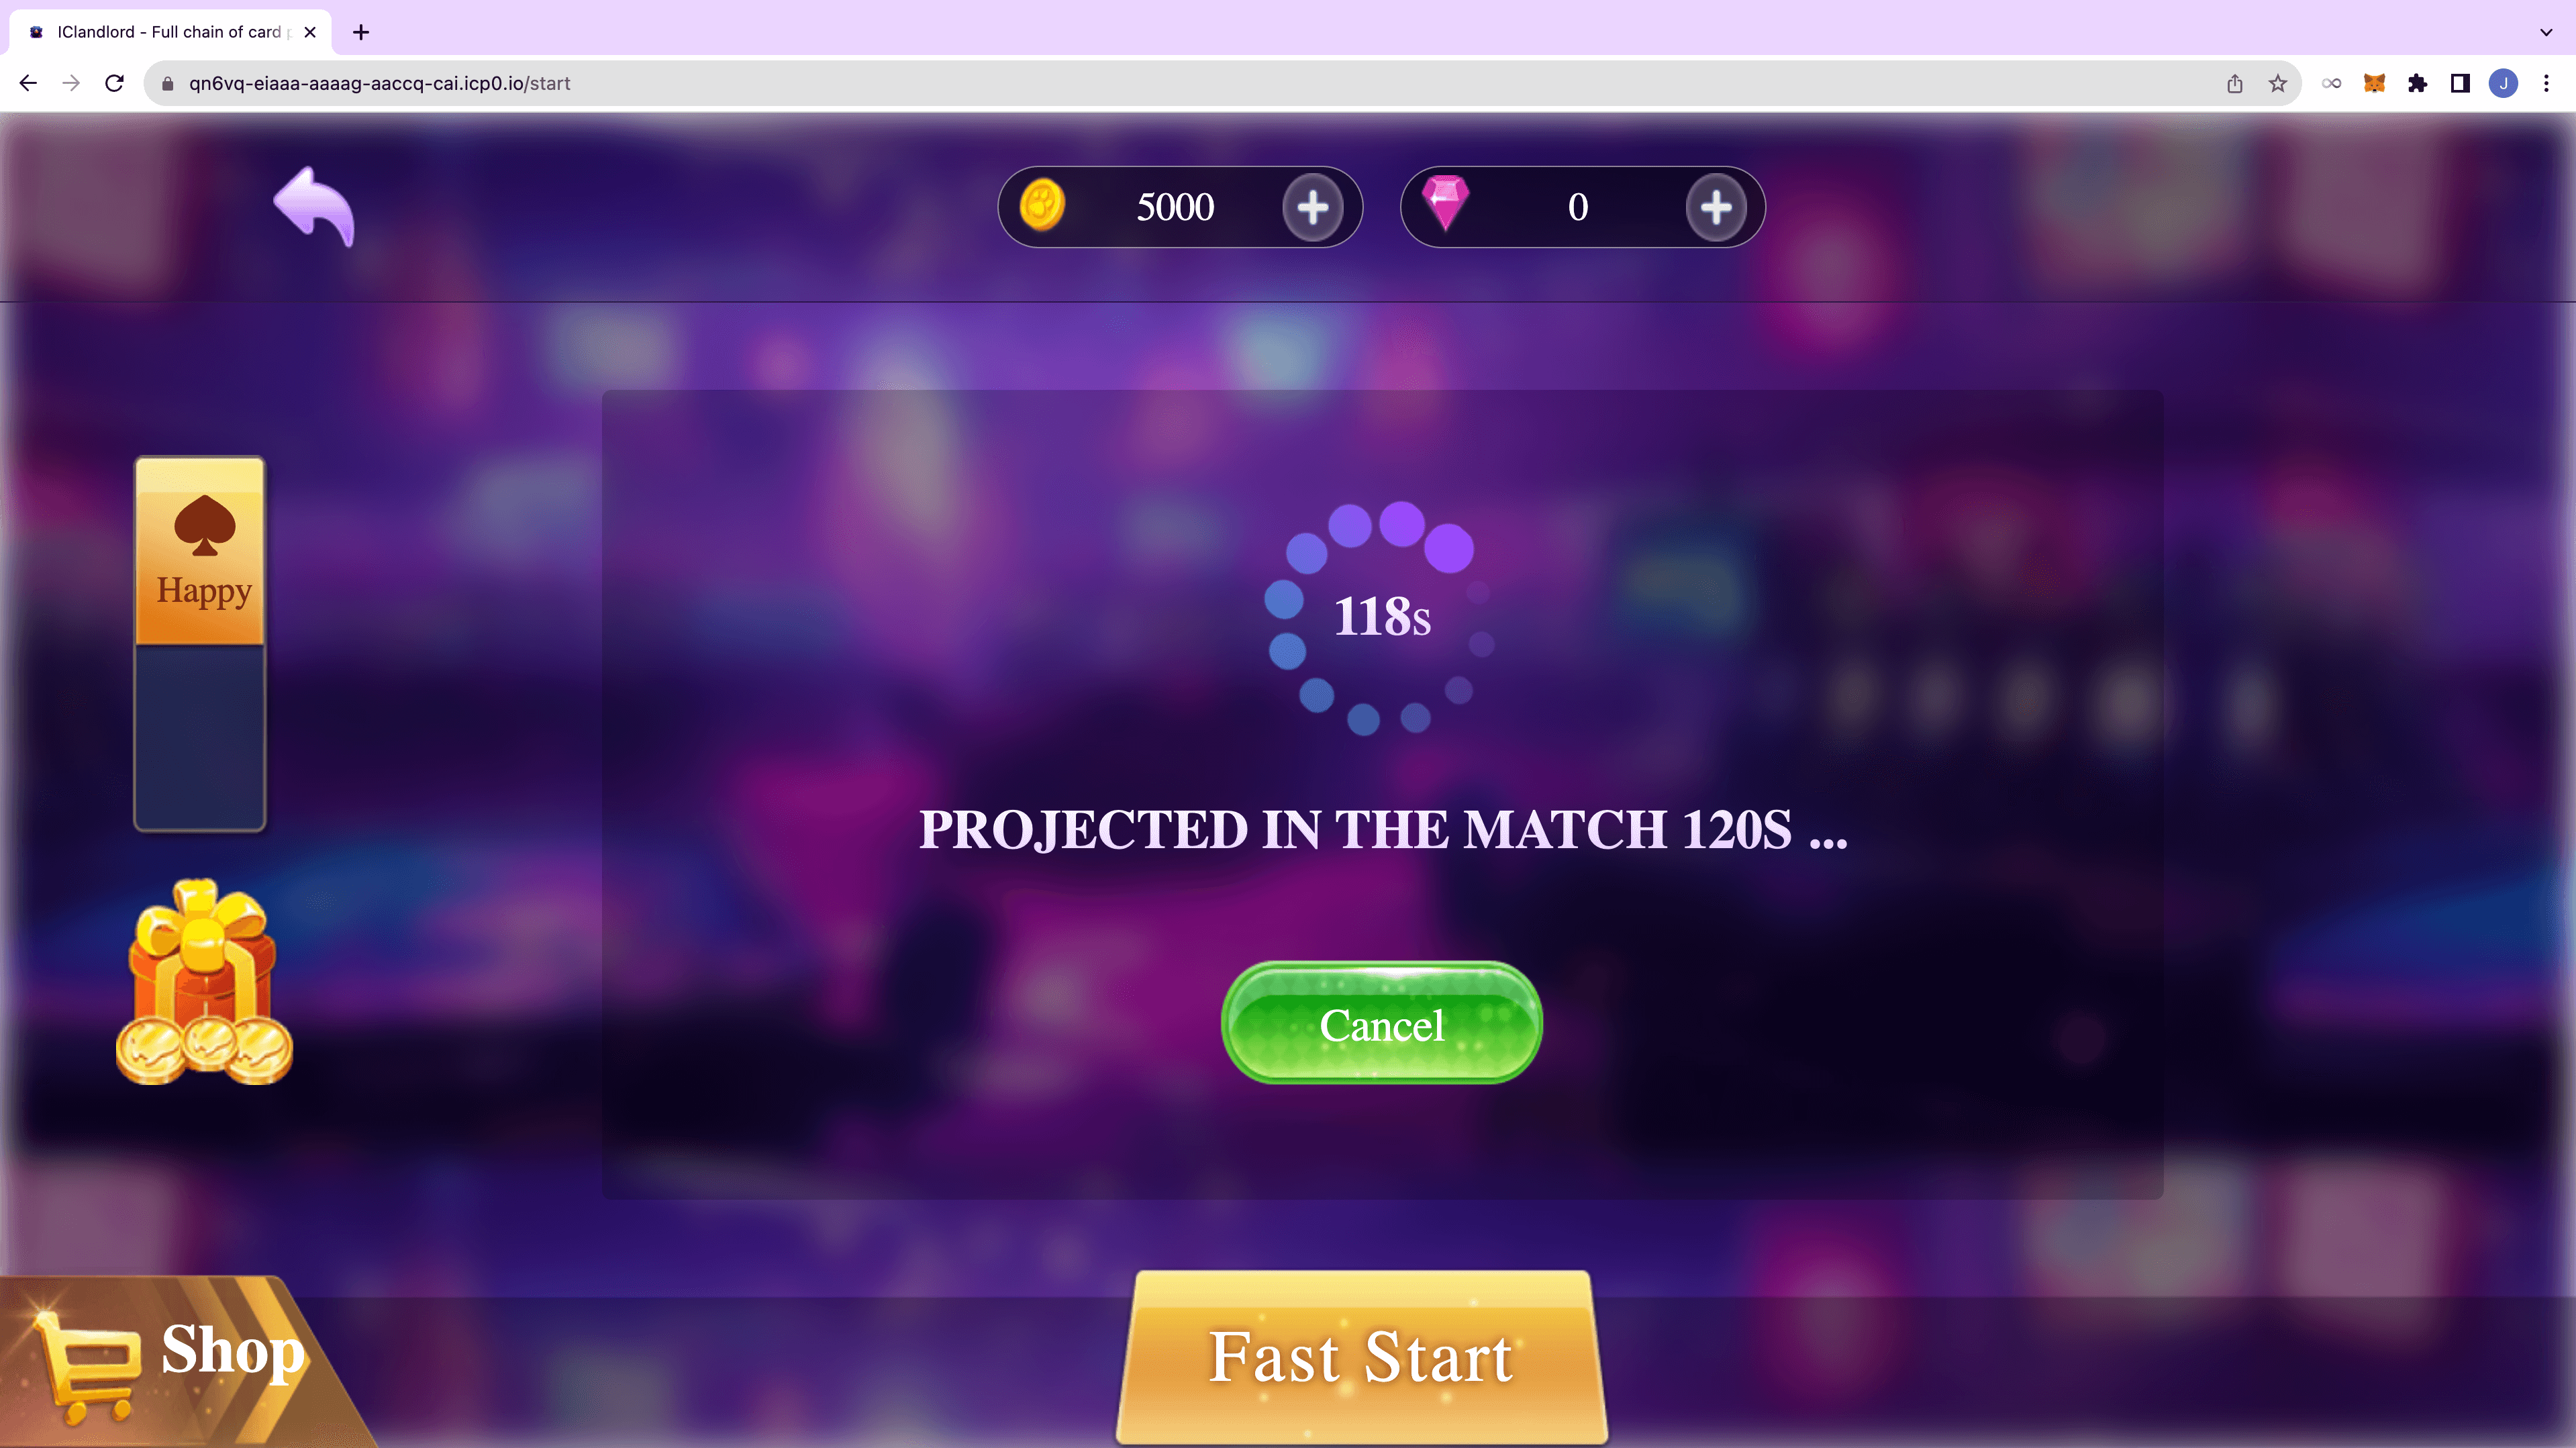 IClandlord - Full chain of card p
qn6vq-eiaaa-aaaag-aaccq-cai.icp0.io/start
J
5000
0
Happy
118s
PROJECTED IN THE MATCH 120S ...
Cancel
Shop
Fast Start